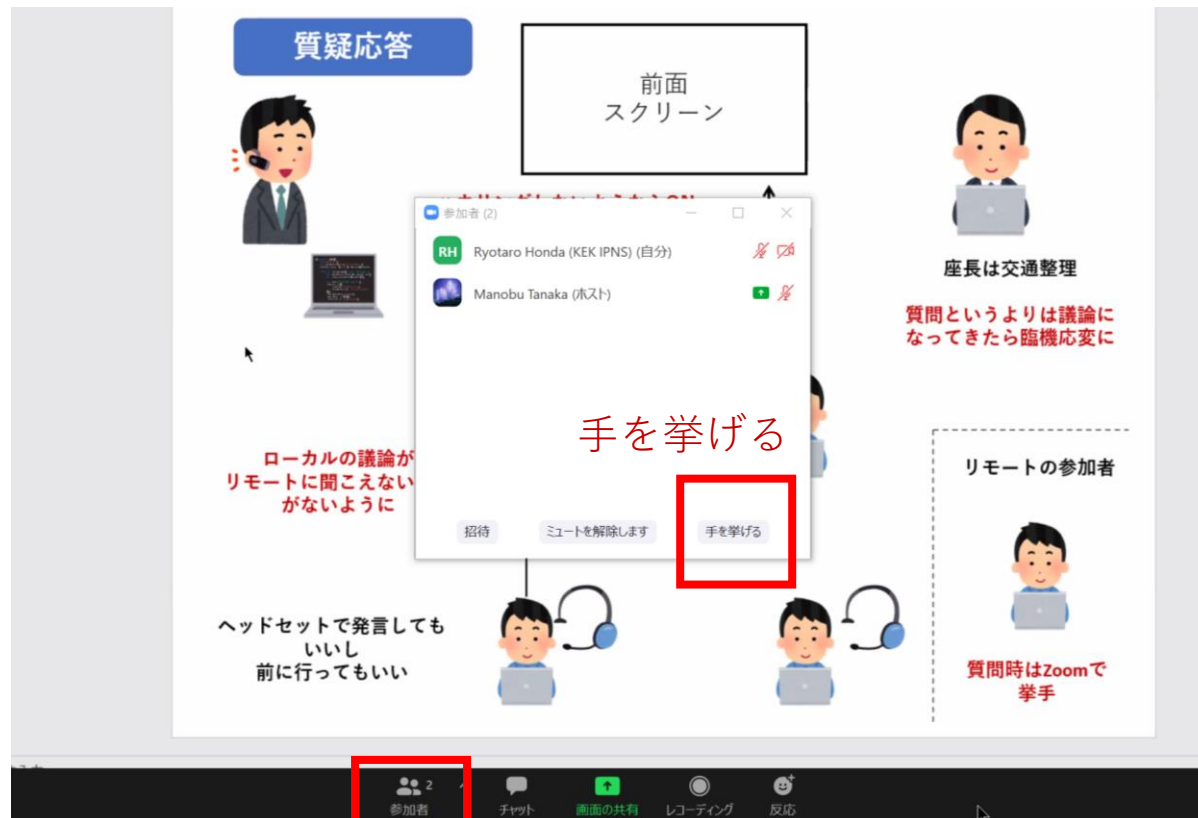 質疑応答
前面
スクリーン
参加者 (2)
RH Ryotaro Honda (KEK IPNS) (自分)
Manobu Tanaka (ホスト)
座長は交通整理
質問というよりは議論に
なってきたら臨機応変に
手を挙げる
ローカルの議論が
リモートに聞こえない
がないように
招待 ミュートを解除します 手を挙げる
リモートの参加者
ヘッドセットで発言しても
いいし
前に行ってもいい
質問時はZoomで
挙手
2
参加者 チャット 画面の共有 レコーディング 反応